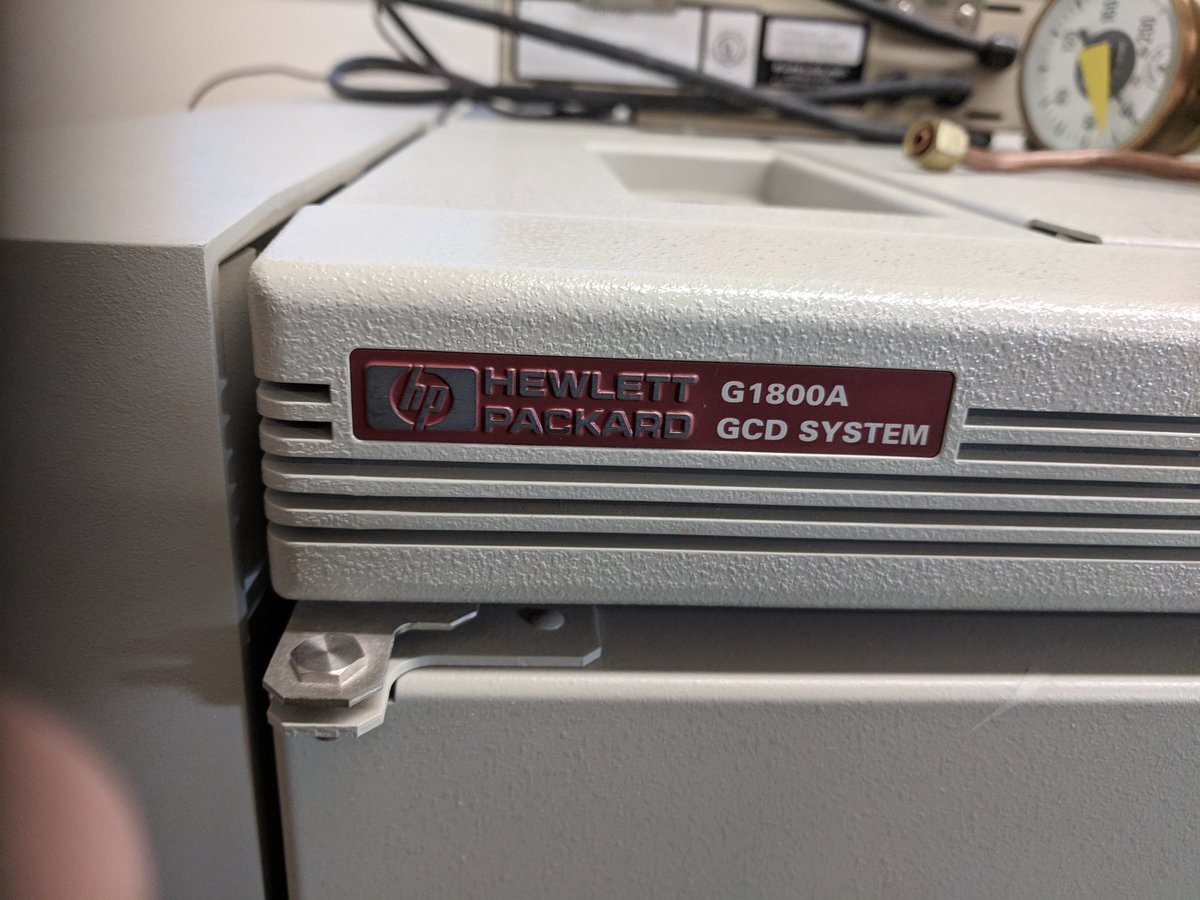 hp
HEWLETT
PACKARD
G1800A
GCD SYSTEM